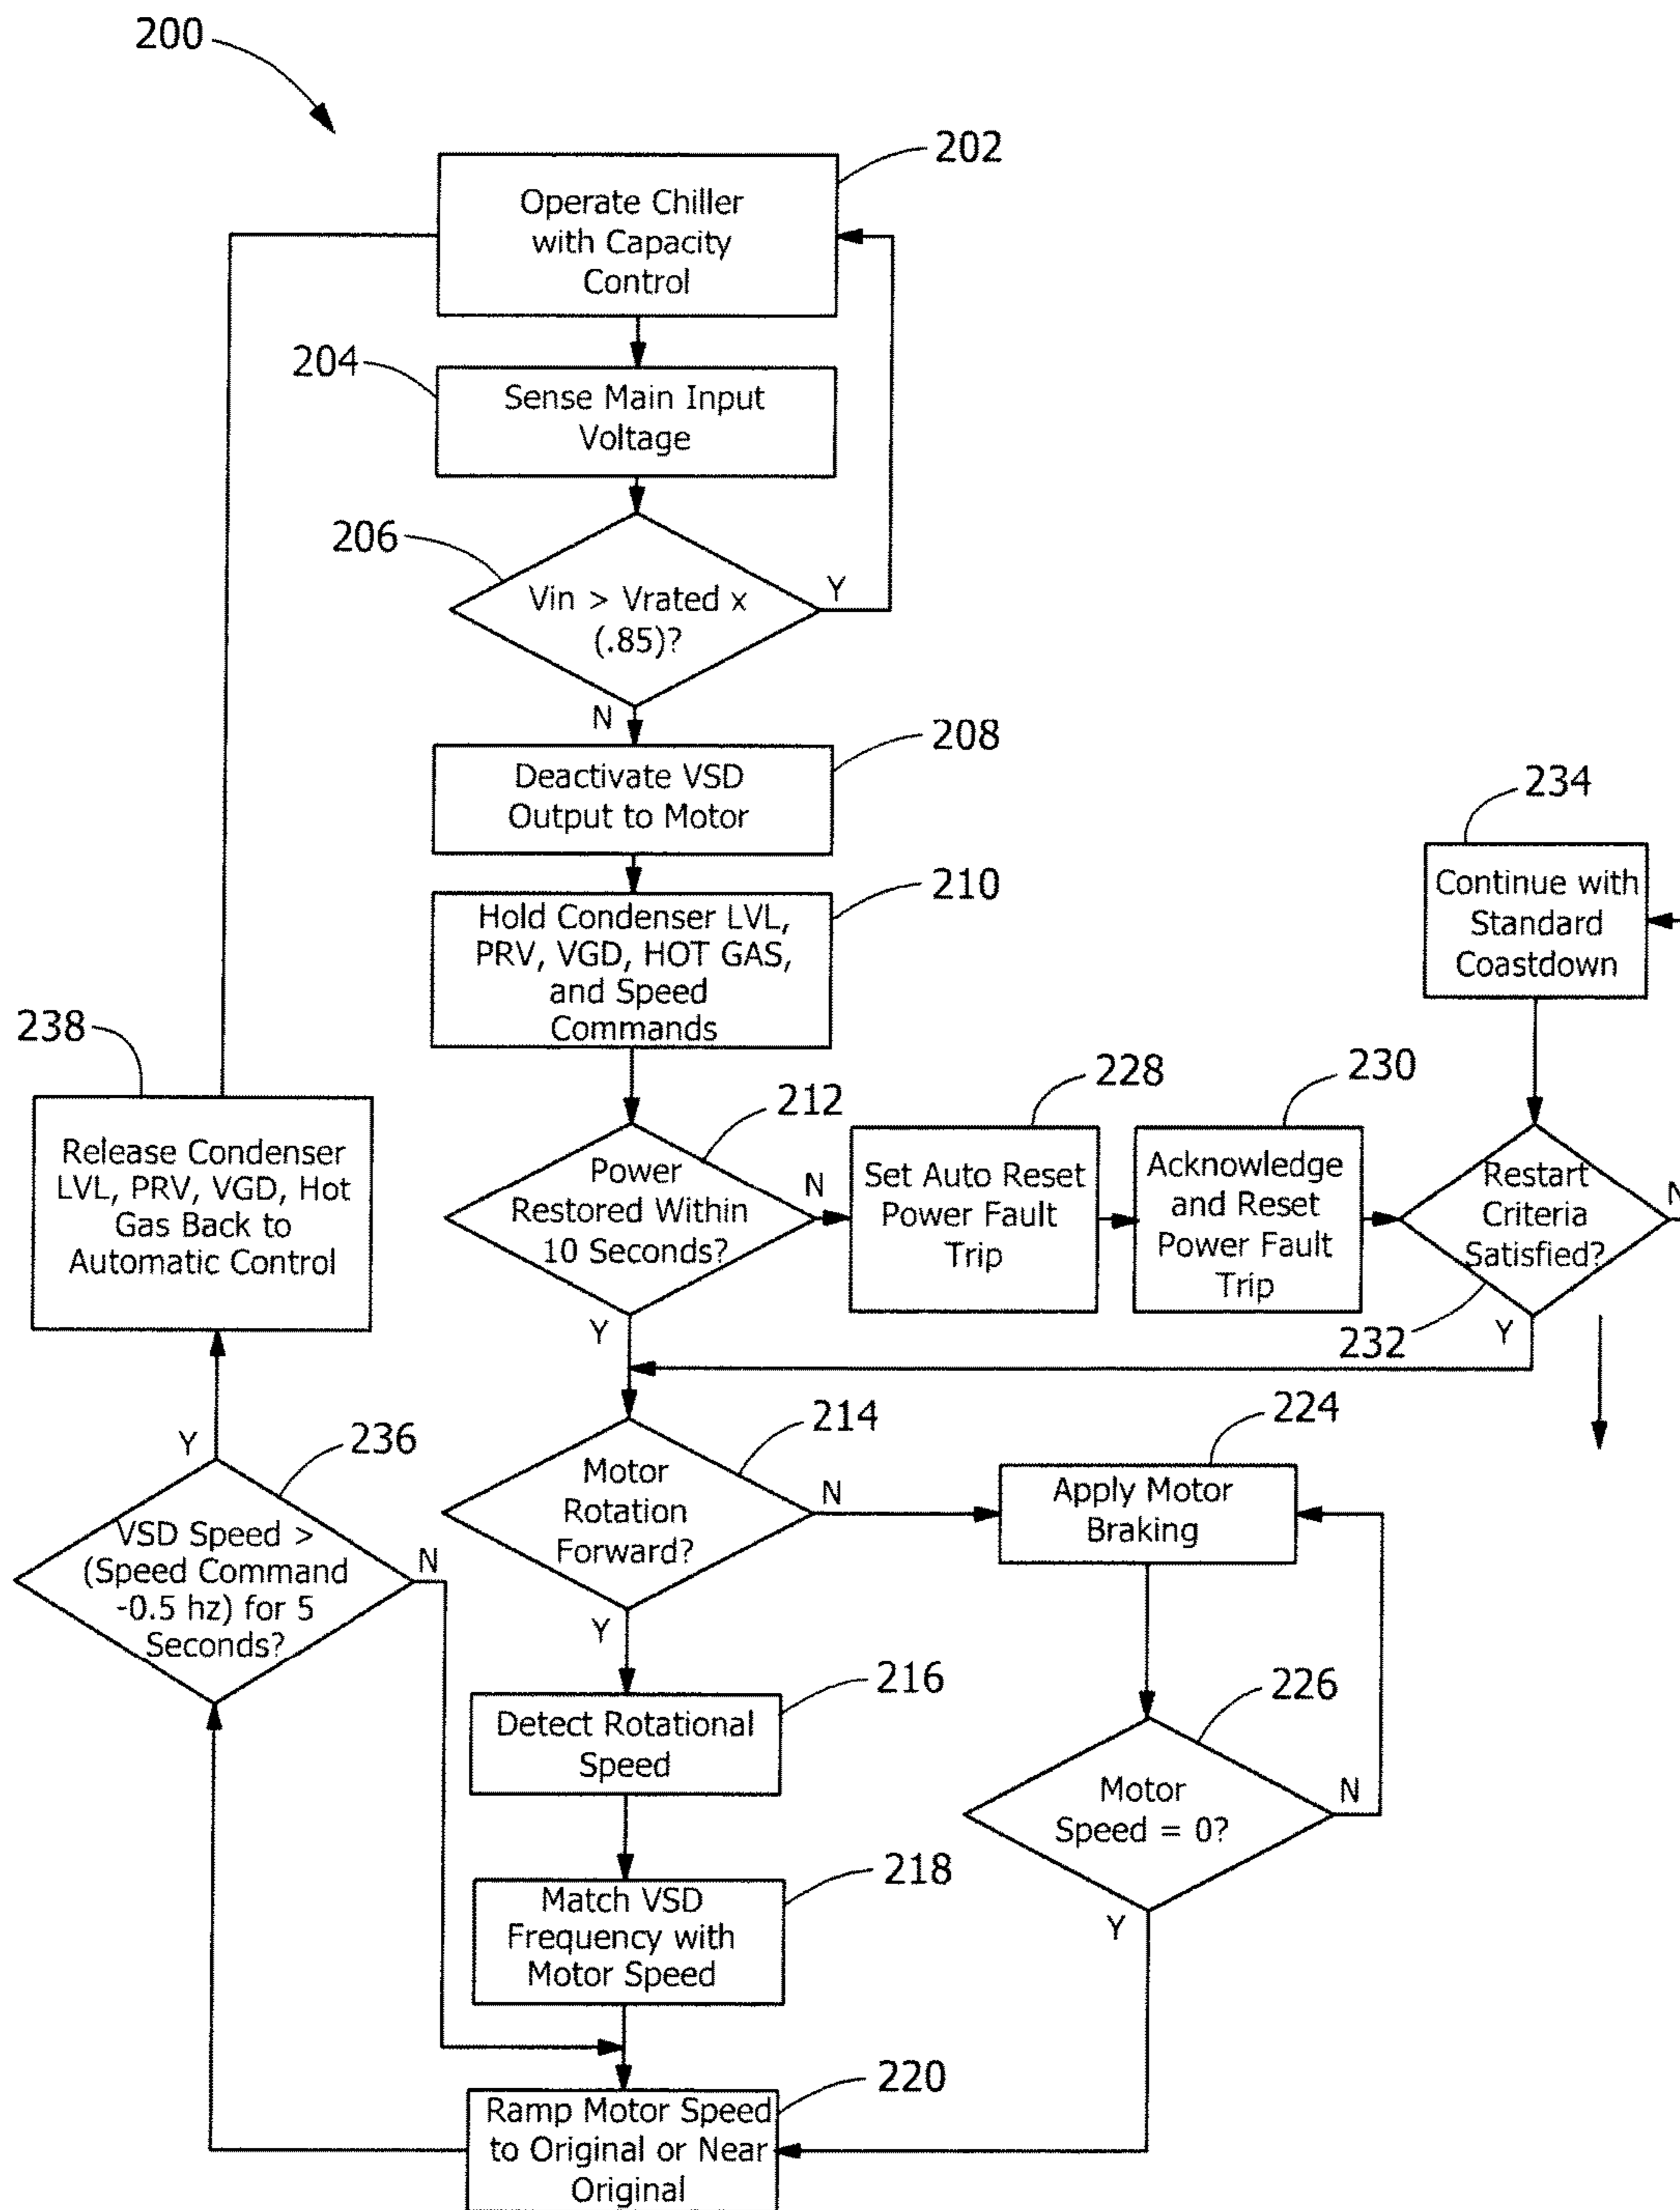 200
202
Operate Chiller
with Capacity
Control
204
Sense Main Input
Voltage
206
Vin > Vrated x
(.85)?
Y
N
208
Deactivate VSD
Output to Motor
210
Hold Condenser LVL,
PRV, VGD, HOT GAS,
and Speed
Commands
234
Continue with
Standard
Coastdown
238
Release Condenser
LVL, PRV, VGD, Hot
Gas Back to
Automatic Control
212
Power
Restored Within
10 Seconds?
N
Y
228
Set Auto Reset
Power Fault
Trip
230
Acknowledge
and Reset
Power Fault
Trip
Restart
Criteria
Satisfied?
N
232
Y
214
Motor
Rotation
Forward?
N
Y
224
Apply Motor
Braking
Y
236
VSD Speed >
(Speed Command
-0.5 hz) for 5
Seconds?
N
216
Detect Rotational
Speed
226
Motor
Speed = 0?
N
Y
218
Match VSD
Frequency with
Motor Speed
220
Ramp Motor Speed
to Original or Near
Original